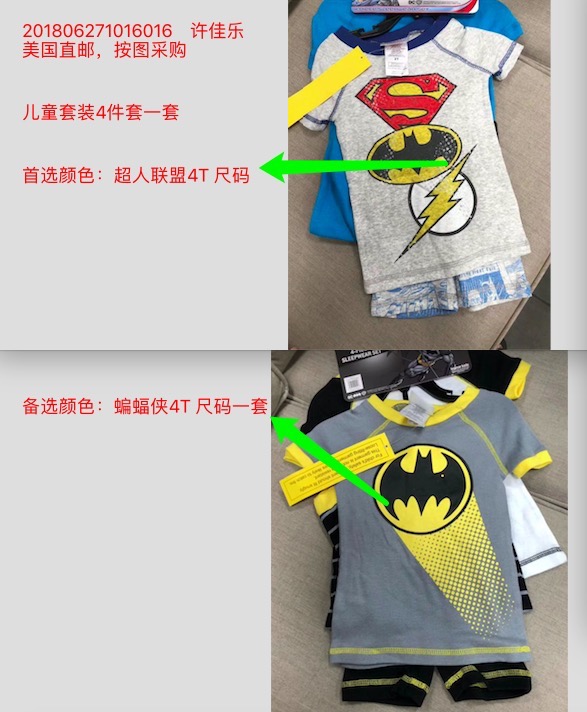 201806271016016 许佳乐
美国直邮，按图采购
儿童套装4件套一套
首选颜色：超人联盟4T 尺码
备选颜色：蝙蝠侠4T 尺码一套
SLEEPWEAR SET